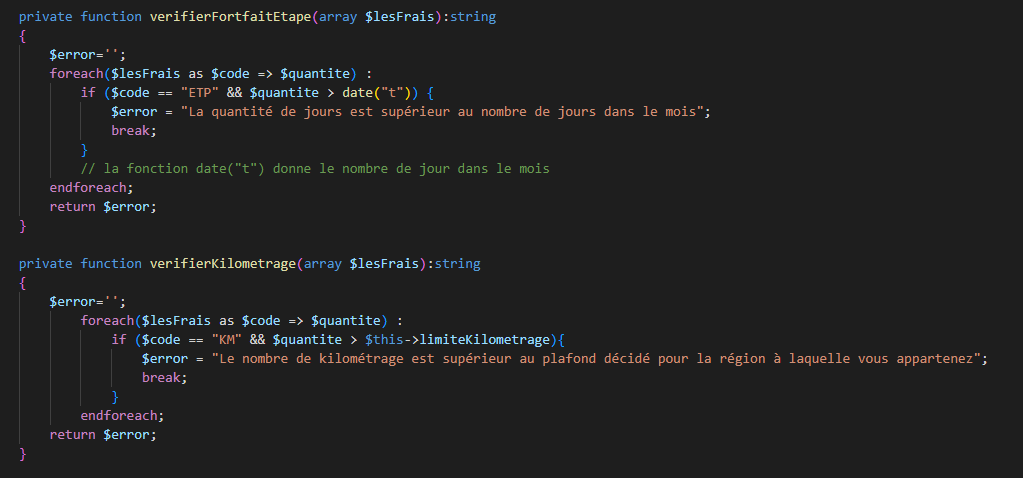 private function verifierFortfaitEtape(array $lesFrais):string
{
    $error='';
    foreach($lesFrais as $code => $quantite) :
        if ($code == "ETP" && $quantite > date("t")) {
            $error = "La quantité de jours est supérieur au nombre de jours dans le mois";
            break;
        }
        // la fonction date("t") donne le nombre de jour dans le mois
    endforeach;
    return $error;
}

private function verifierKilometrage(array $lesFrais):string
{
    $error='';
        foreach($lesFrais as $code => $quantite) :
            if ($code == "KM" && $quantite > $this->limiteKilometrage){
                $error = "Le nombre de kilométrage est supérieur au plafond décidé pour la région à laquelle vous appartenez";
                break;
            }
        endforeach;
    return $error;
}